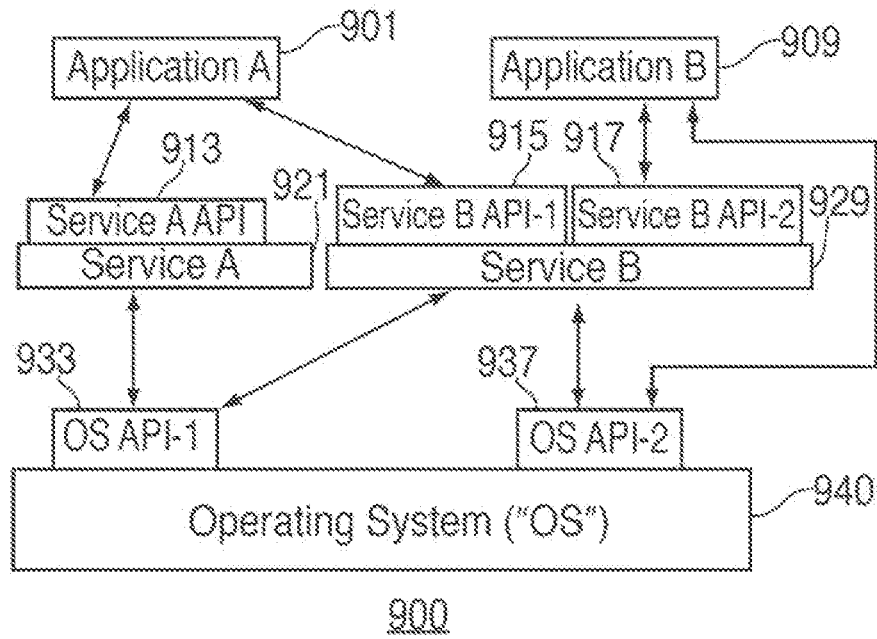 901
909
Application A
Application B
913
915
917
921
929
Service A API
Service B API-1
Service B API-2
Service A
Service B
933
937
OS API-1
OS API-2
940
Operating System ("OS")
900